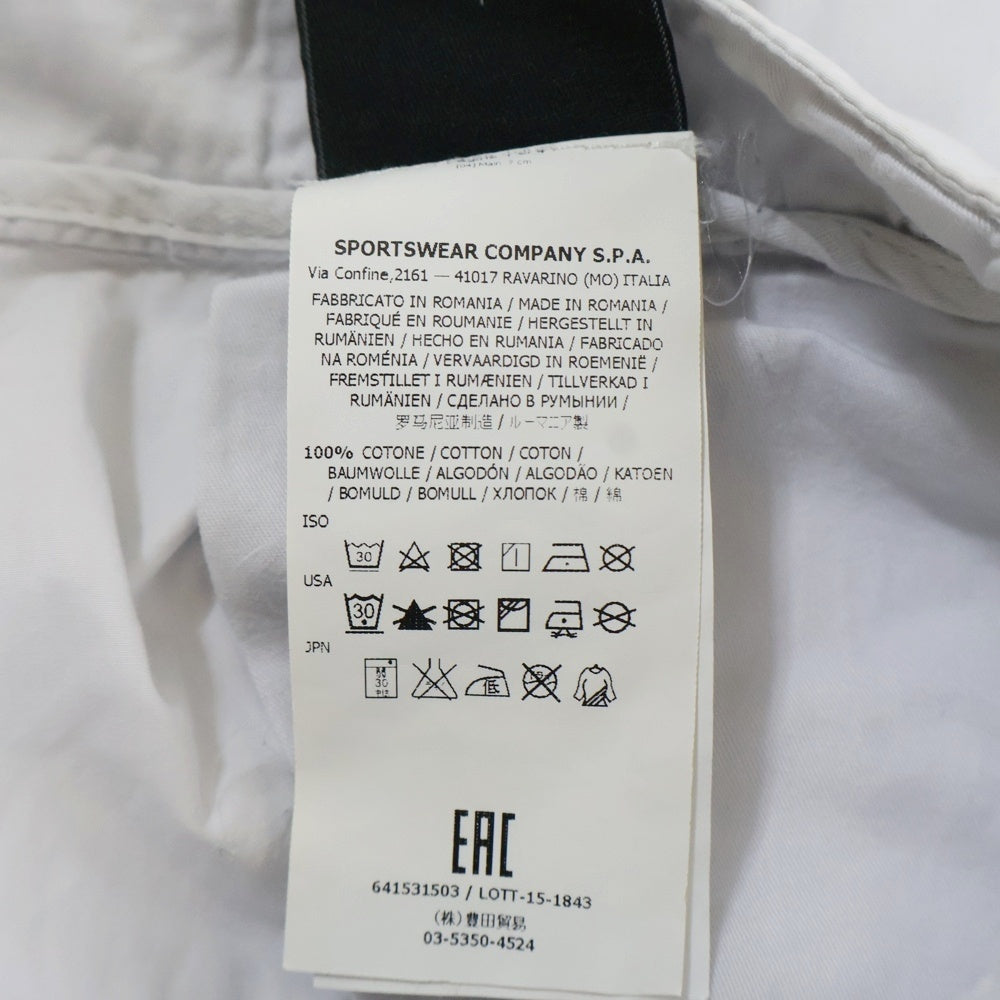 SPORTSWEAR COMPANY S.P.A.
Via Confine,2161 — 41017 RAVARINO (MO) ITALIA
FABBRICATO IN ROMANIA / MADE IN ROMANIA /
FABRIQUÉ EN ROUMANIE / HERGESTELLT IN
RUMÄNIEN / HECHO EN RUMANIA / FABRICADO
NA ROMÉNIA / VERVAARDIGD IN ROEMENIË /
FREMSTILLET I RUMÆNIEN / TILLVERKAD I
RUMÄNIEN / СДЕЛАНО В РУМЫНИИ /
罗马尼亚制造 / ルーマニア製
100% COTONE / COTTON / COTON /
BAUMWOLLE / ALGODÓN / ALGODÃO / KATOEN
/ BOMULD / BOMULL / ХЛОПОК / 棉 / 綿
ISO
30
USA
30
JPN
30
低
EAC
641531503 / LOTT-15-1843
(株)豊田貿易
03-5350-4524